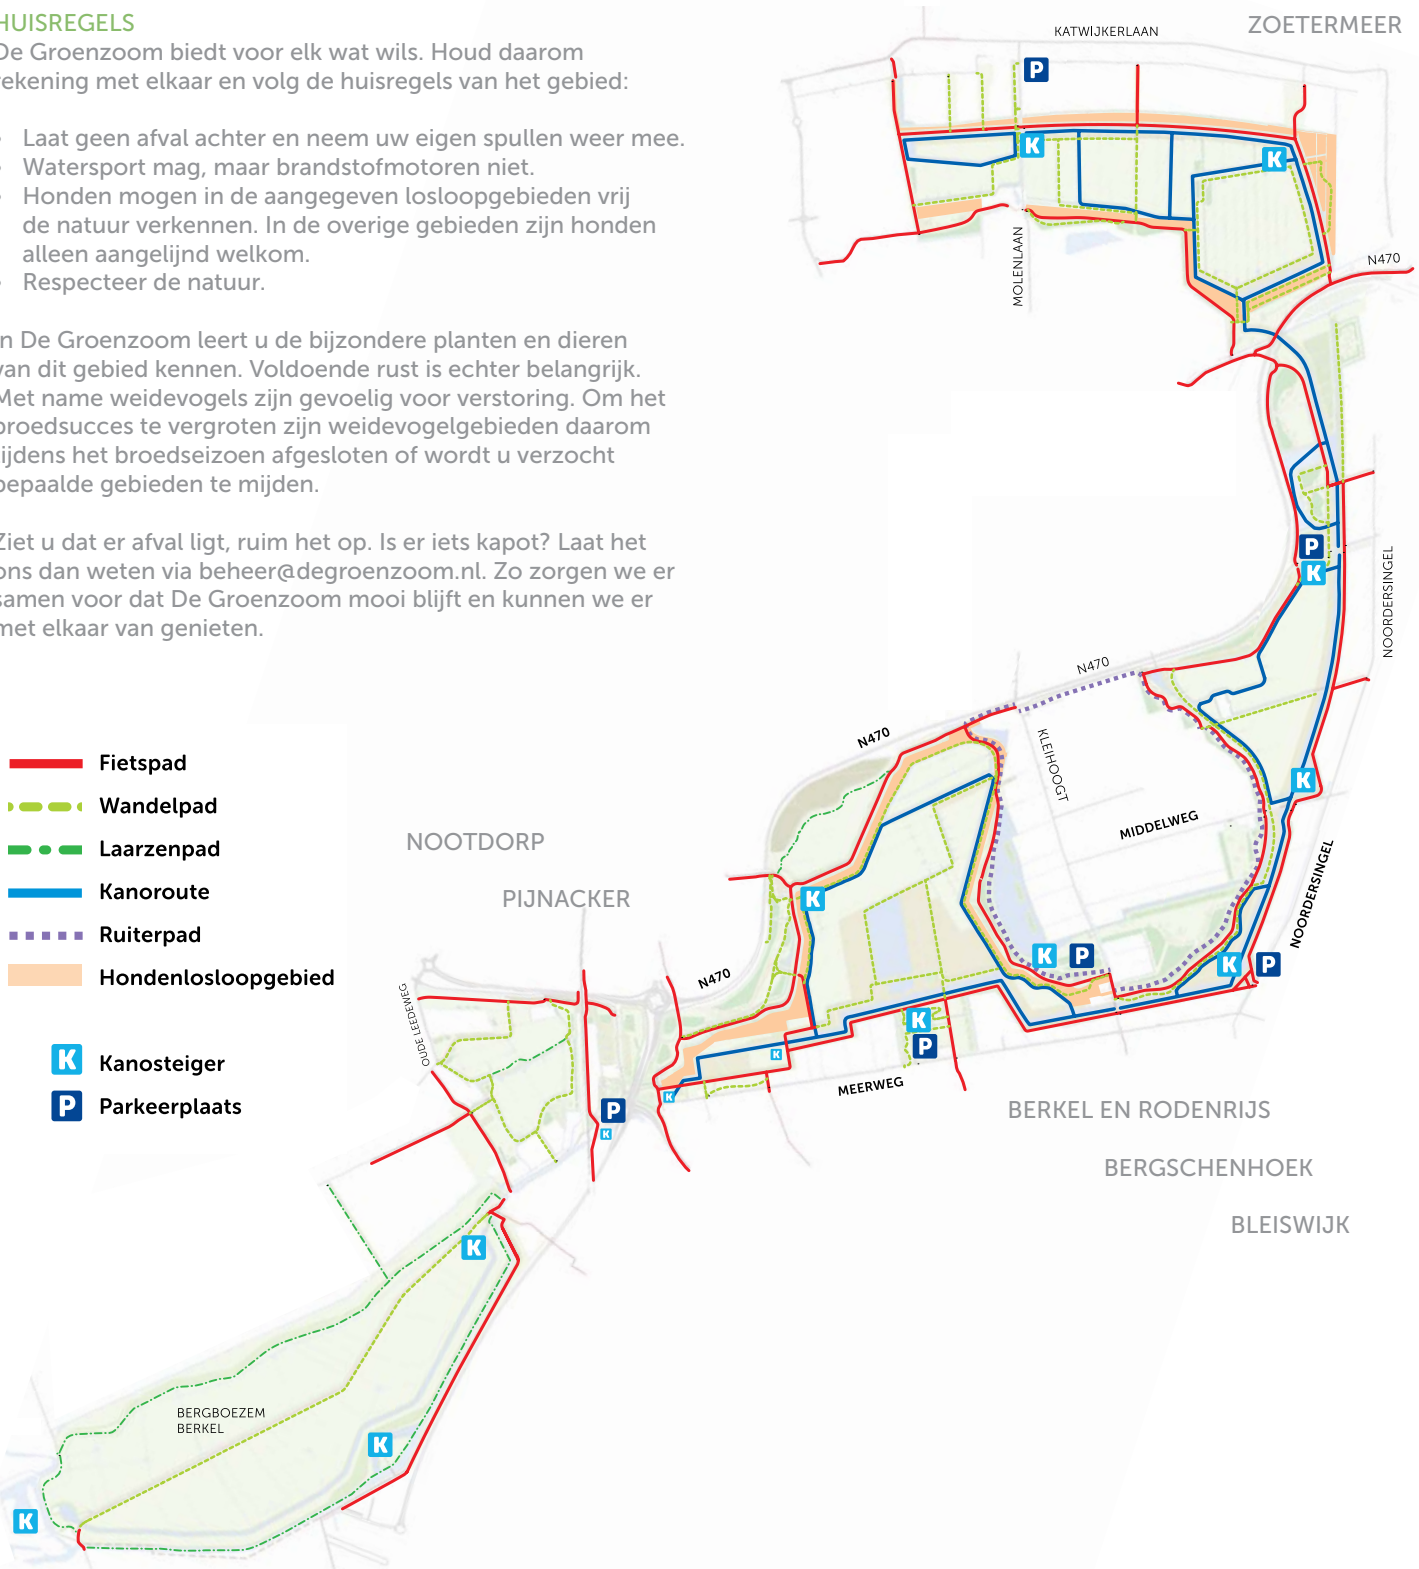 HUISREGELS
De Groenzoom biedt voor elk wat wils. Houd daarom
rekening met elkaar en volg de huisregels van het gebied:
• Laat geen afval achter en neem uw eigen spullen weer mee.
• Watersport mag, maar brandstofmotoren niet.
• Honden mogen in de aangegeven losloopgebieden vrij
de natuur verkennen. In de overige gebieden zijn honden
alleen aangelijnd welkom.
• Respecteer de natuur.
In De Groenzoom leert u de bijzondere planten en dieren
van dit gebied kennen. Voldoende rust is echter belangrijk.
Met name weidevogels zijn gevoelig voor verstoring. Om het
broedsucces te vergroten zijn weidevogelgebieden daarom
tijdens het broedseizoen afgesloten of wordt u verzocht
bepaalde gebieden te mijden.
Ziet u dat er afval ligt, ruim het op. Is er iets kapot? Laat het
ons dan weten via beheer@degroenzoom.nl. Zo zorgen we er
samen voor dat De Groenzoom mooi blijft en kunnen we er
met elkaar van genieten.
Fietspad
Wandelpad
Laarzenpad
Kanoroute
Ruiterpad
Hondenlosloopgebied
K Kanosteiger
P Parkeerplaats
KATWIJKERLAAN
ZOETERMEER
P
K
K
MOLENLAAN
N470
P
K
NOORDERSINGEL
N470
N470
KLEIHOOGT
K
MIDDELWEG
NOORDERSINGEL
NOOTDORP
PIJNACKER
K
K
P
K
P
N470
OUDE LEEDEWEG
K
P
K
K
MEERWEG
P
K
BERKEL EN RODENRIJS
BERGSCHENHOEK
BLEISWIJK
K
BERGBOEZEM
BERKEL
K
K